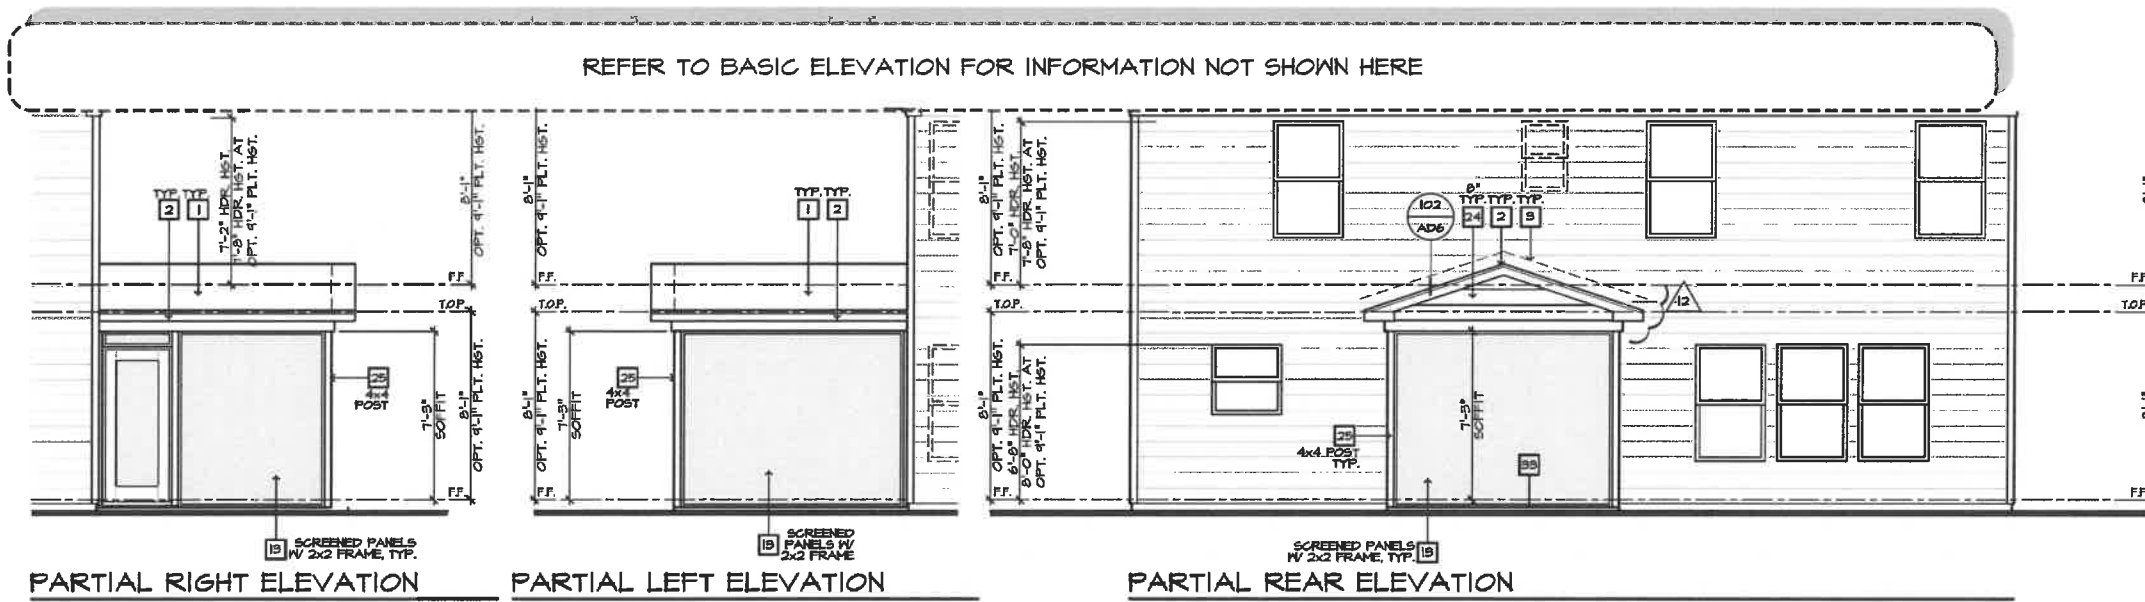 REFER TO BASIC ELEVATION FOR INFORMATION NOT SHOWN HERE
TYP. TYP.
2 1
7'-2" HDR. HGT.
7'-8" HDR. HGT. AT
OPT. 9'-1" PLT. HGT.
8'-1"
OPT. 9'-1" PLT. HGT.
F.F.
T.O.P.
25
4x4
POST
7'-3"
SOFFIT
8'-1"
OPT. 9'-1" PLT. HGT.
F.F.
SCREENED PANELS
W/ 2x2 FRAME, TYP.
PARTIAL RIGHT ELEVATION
8'-1"
OPT. 9'-1" PLT. HGT.
TYP. TYP.
1 2
F.F.
T.O.P.
8'-1"
OPT. 9'-1" PLT. HGT.
7'-3"
SOFFIT
25
4x4
POST
F.F.
SCREENED
PANELS W/
2x2 FRAME
PARTIAL LEFT ELEVATION
8'-1"
OPT. 9'-1" PLT. HGT.
7'-0" HDR. HGT.
7'-8" HDR. HGT. AT
OPT. 9'-1" PLT. HGT.
102
AD6
8"
TYP. TYP. TYP.
24 2
12
F.F.
T.O.P.
8'-1"
OPT. 9'-1" PLT. HGT.
6'-8" HDR. HGT.
8'-0" HDR. HGT. AT
OPT. 9'-1" PLT. HGT.
7'-3"
SOFFIT
25
4x4 POST
TYP.
F.F.
SCREENED PANELS
W/ 2x2 FRAME, TYP.
PARTIAL REAR ELEVATION